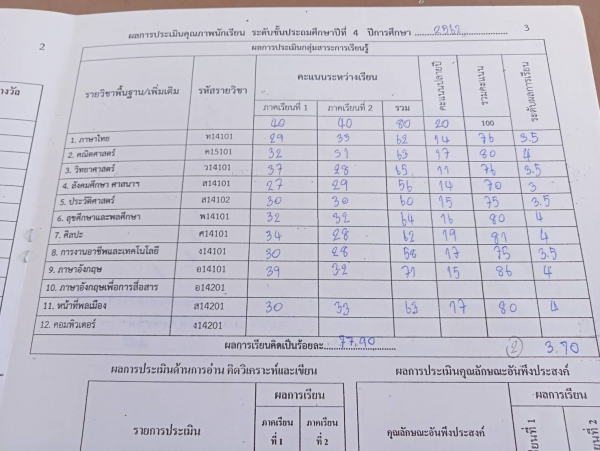 2
ผลการประเมินคุณภาพนักเรียน ระดับชั้นประถมศึกษาปีที่ 4 ปีการศึกษา 2562
3
ผลการประเมินกลุ่มสาระการเรียนรู้
รายวิชาพื้นฐาน/เพิ่มเติม รหัสรายวิชา คะแนนระหว่างเรียน คะแนนปลายปี รวมคะแนน ระดับผลการเรียน
ภาคเรียนที่ 1 ภาคเรียนที่ 2 รวม
40 40 80 20 100
1. ภาษาไทย ท14101 29 33 62 14 76 3.5
2. คณิตศาสตร์ ค15101 32 31 63 17 80 4
3. วิทยาศาสตร์ ว14101 37 28 65 11 76 3.5
4. สังคมศึกษา ศาสนาฯ ส14101 27 29 56 14 70 3
5. ประวัติศาสตร์ ส14102 30 30 60 15 75 3.5
6. สุขศึกษาและพลศึกษา พ14101 32 32 64 16 80 4
7. ศิลปะ ศ14101 34 28 62 19 81 4
8. การงานอาชีพและเทคโนโลยี ง14101 30 28 58 17 75 3.5
9. ภาษาอังกฤษ อ14101 39 32 71 15 86 4
10. ภาษาอังกฤษเพื่อการสื่อสาร อ14201
11. หน้าที่พลเมือง ส14201 30 33 63 17 80 4
12. คอมพิวเตอร์ ง14201
ผลการเรียนคิดเป็นร้อยละ 77.90 2 3.70
ผลการประเมินด้านการอ่าน คิดวิเคราะห์และเขียน
รายการประเมิน ผลการเรียน
ภาคเรียนที่ 1 ภาคเรียนที่ 2
ผลการประเมินคุณลักษณะอันพึงประสงค์
คุณลักษณะอันพึงประสงค์ ผลการเรียน